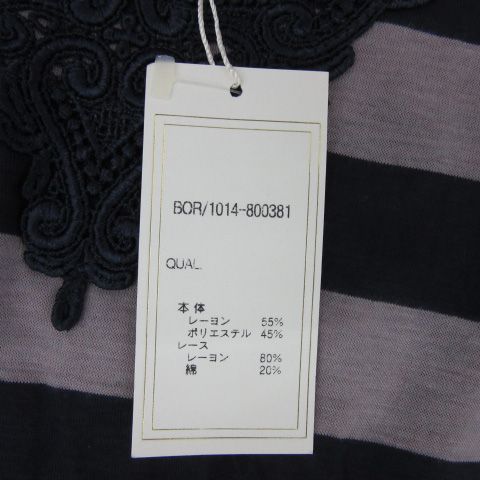 BOR/1014-800381
QUAL.
本体
レーヨン 55%
ポリエステル 45%
レース
レーヨン 80%
綿 20%